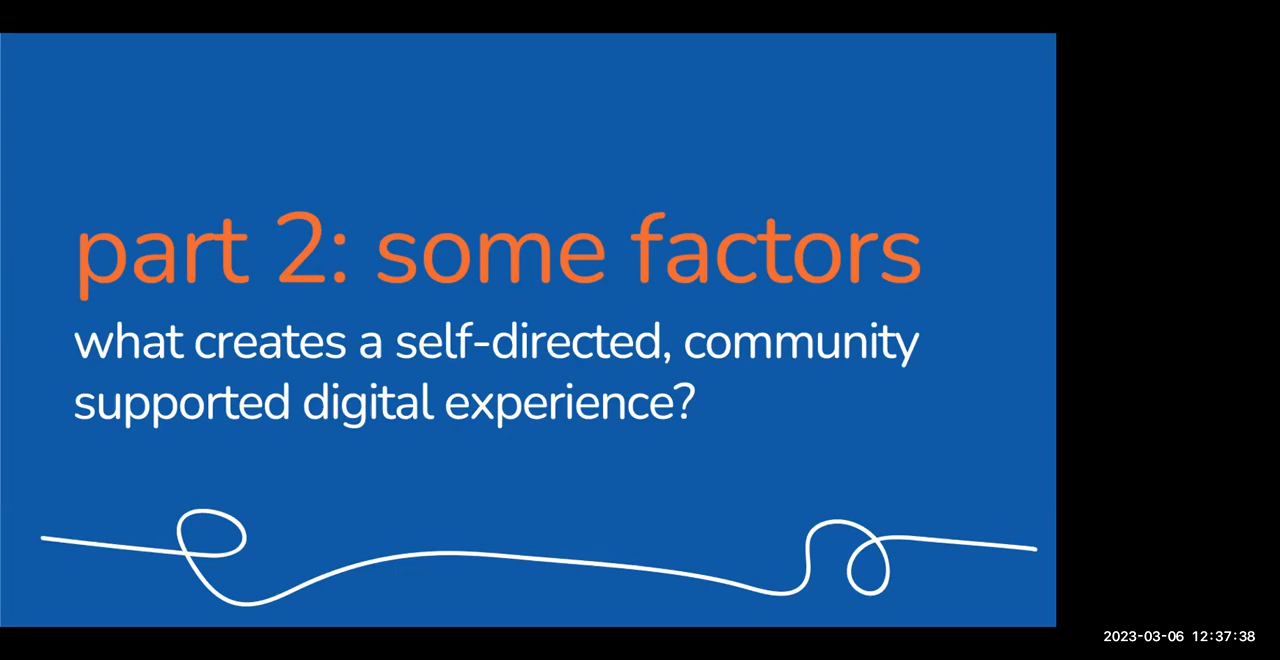 part 2: some factors
what creates a self-directed, community
supported digital experience?
2023-03-06 12:37:38